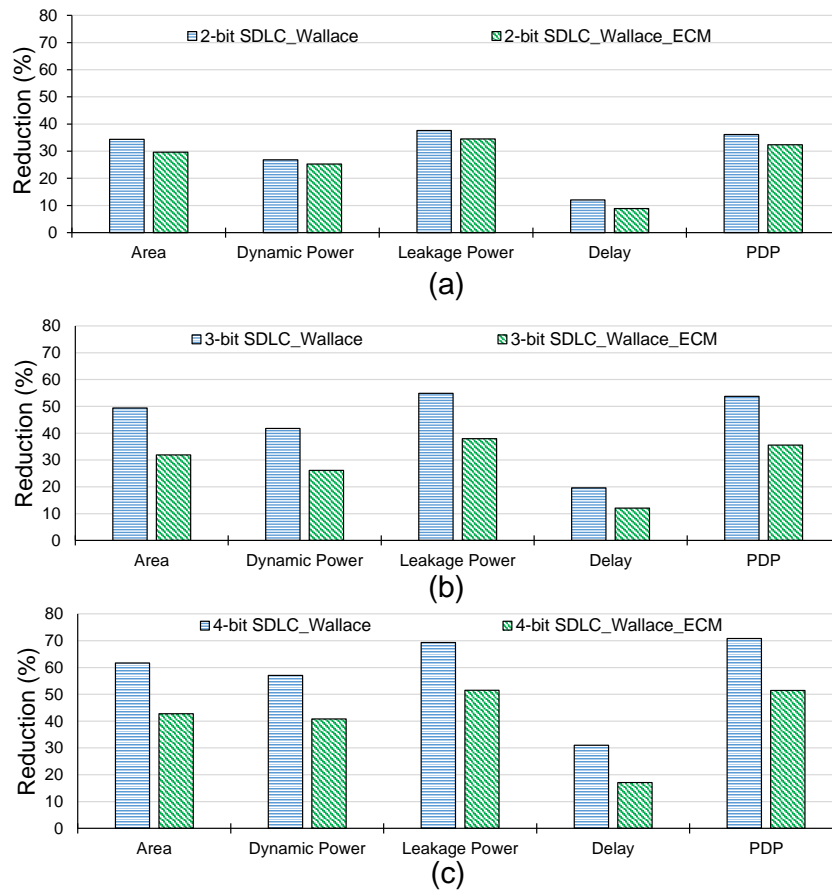 80
70
60
50
40
30
20
10
0
Reduction (%)
2-bit SDLC_Wallace 2-bit SDLC_Wallace_ECM
Area Dynamic Power Leakage Power Delay PDP
(a)
80
70
60
50
40
30
20
10
0
Reduction (%)
3-bit SDLC_Wallace 3-bit SDLC_Wallace_ECM
Area Dynamic Power Leakage Power Delay PDP
(b)
80
70
60
50
40
30
20
10
0
Reduction (%)
4-bit SDLC_Wallace 4-bit SDLC_Wallace_ECM
Area Dynamic Power Leakage Power Delay PDP
(c)